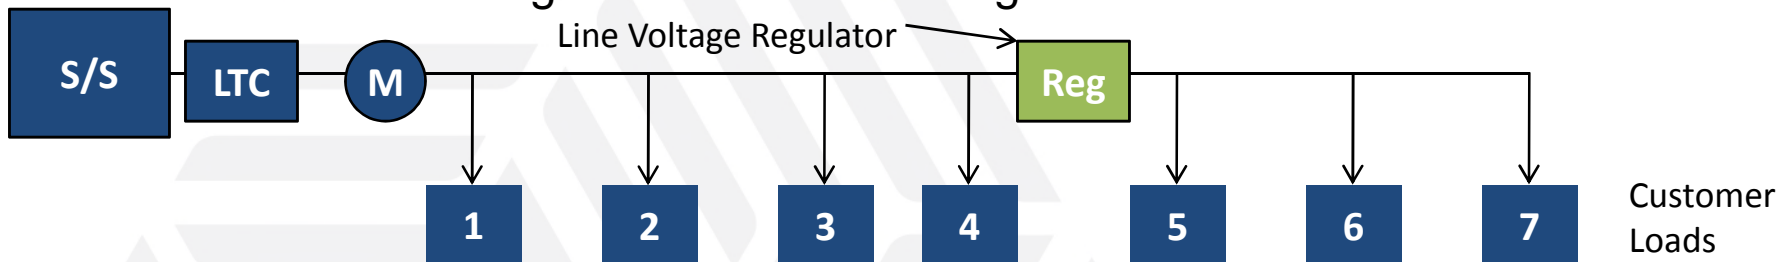 Line Voltage Regulator
S/S
LTC
M
Reg
1
2
3
4
5
6
7
Customer
Loads